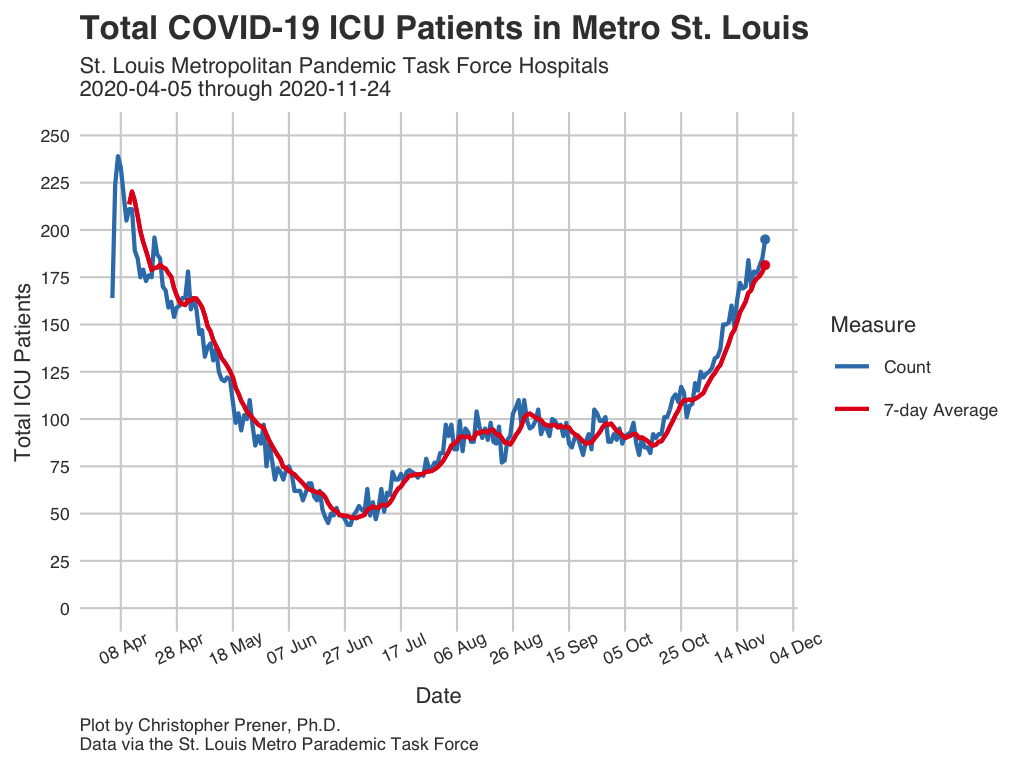 Total COVID-19 ICU Patients in Metro St. Louis
St. Louis Metropolitan Pandemic Task Force Hospitals
2020-04-05 through 2020-11-24
250
225
200
175
150
125
100
75
50
25
0
Total ICU Patients
08 Apr
28 Apr
18 May
07 Jun
27 Jun
17 Jul
06 Aug
26 Aug
15 Sep
05 Oct
25 Oct
14 Nov
04 Dec
Date
Measure
Count
7-day Average
Plot by Christopher Prener, Ph.D.
Data via the St. Louis Metro Parademic Task Force